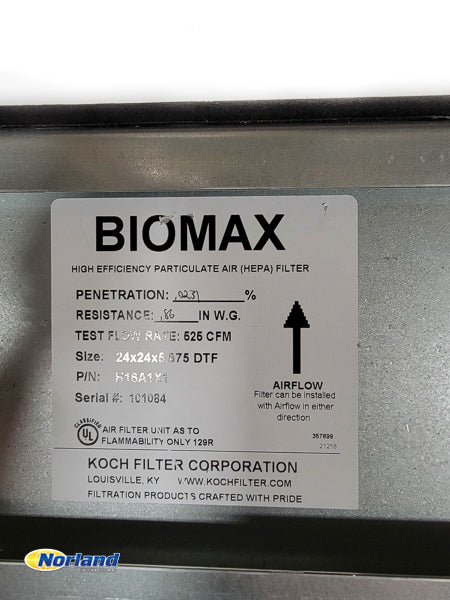 BIOMAX
HIGH EFFICIENCY PARTICULATE AIR (HEPA) FILTER
PENETRATION: %
RESISTANCE: .86 IN W.G.
TEST FLOW RATE: 525 CFM
Size: 24x24x5.875 DTF
P/N:
Serial #: 101084
AIRFLOW
Filter can be installed
with Airflow in either
direction
CLASSIFIED
UL
AIR FILTER UNIT AS TO
FLAMMABILITY ONLY 129R
357699
21258
KOCH FILTER CORPORATION
LOUISVILLE, KY WWW.KOCHFILTER.COM
FILTRATION PRODUCTS CRAFTED WITH PRIDE
Norland